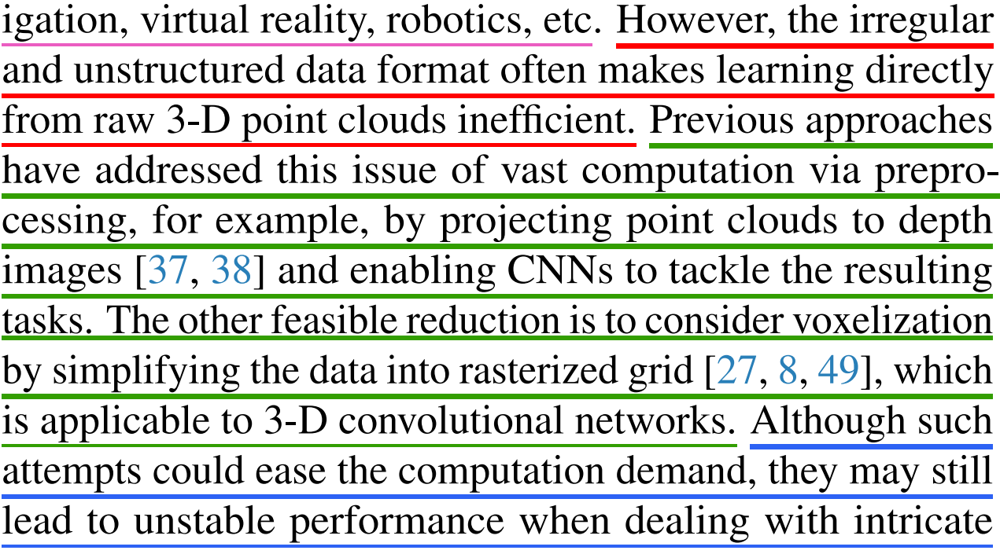 igation, virtual reality, robotics, etc. However, the irregular
and unstructured data format often makes learning directly
from raw 3-D point clouds inefficient. Previous approaches
have addressed this issue of vast computation via prepro-
cessing, for example, by projecting point clouds to depth
images [37, 38] and enabling CNNs to tackle the resulting
tasks. The other feasible reduction is to consider voxelization
by simplifying the data into rasterized grid [27, 8, 49], which
is applicable to 3-D convolutional networks. Although such
attempts could ease the computation demand, they may still
lead to unstable performance when dealing with intricate